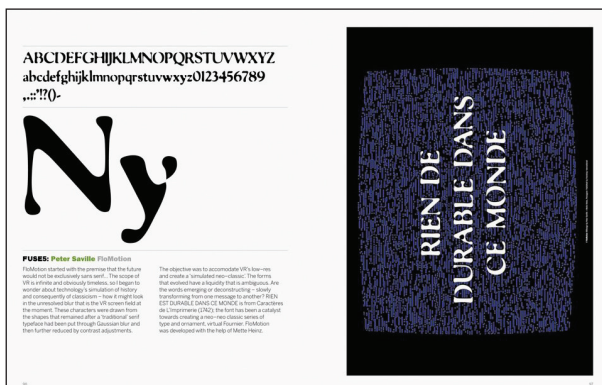 ABCDEFGHIJKLMNOPQRSTUVWXYZ
abcdefghijklmnopqrstuvwxyz0123456789
,.:;'!?()-
Ny
FUSE5: Peter Saville FloMotion
FloMotion started with the premise that the future
would not be exclusively sans serif... The scope of
VR is infinite and obviously timeless, so I began to
wonder about technology's simulation of history
and consequently of classicism – how it might look
in the unresolved blur that is the VR screen field at
the moment. These characters were drawn from
the shapes that remained after a 'traditional' serif
typeface had been put through Gaussian blur and
then further reduced by contrast adjustments.
The objective was to accomodate VR's low-res
and create a 'simulated neo-classic'. The forms
that evolved have a liquidity that is ambiguous. Are
the words emerging or deconstructing – slowly
transforming from one message to another? RIEN
EST DURABLE DANS CE MONDE is from Caractères
de L'Imprimerie (1742); the font has been a catalyst
towards creating a neo-neo classic series of
type and ornament, virtual Fournier. FloMotion
was developed with the help of Mette Heinz.
RIEN DE
DURABLE DANS
CE MONDE